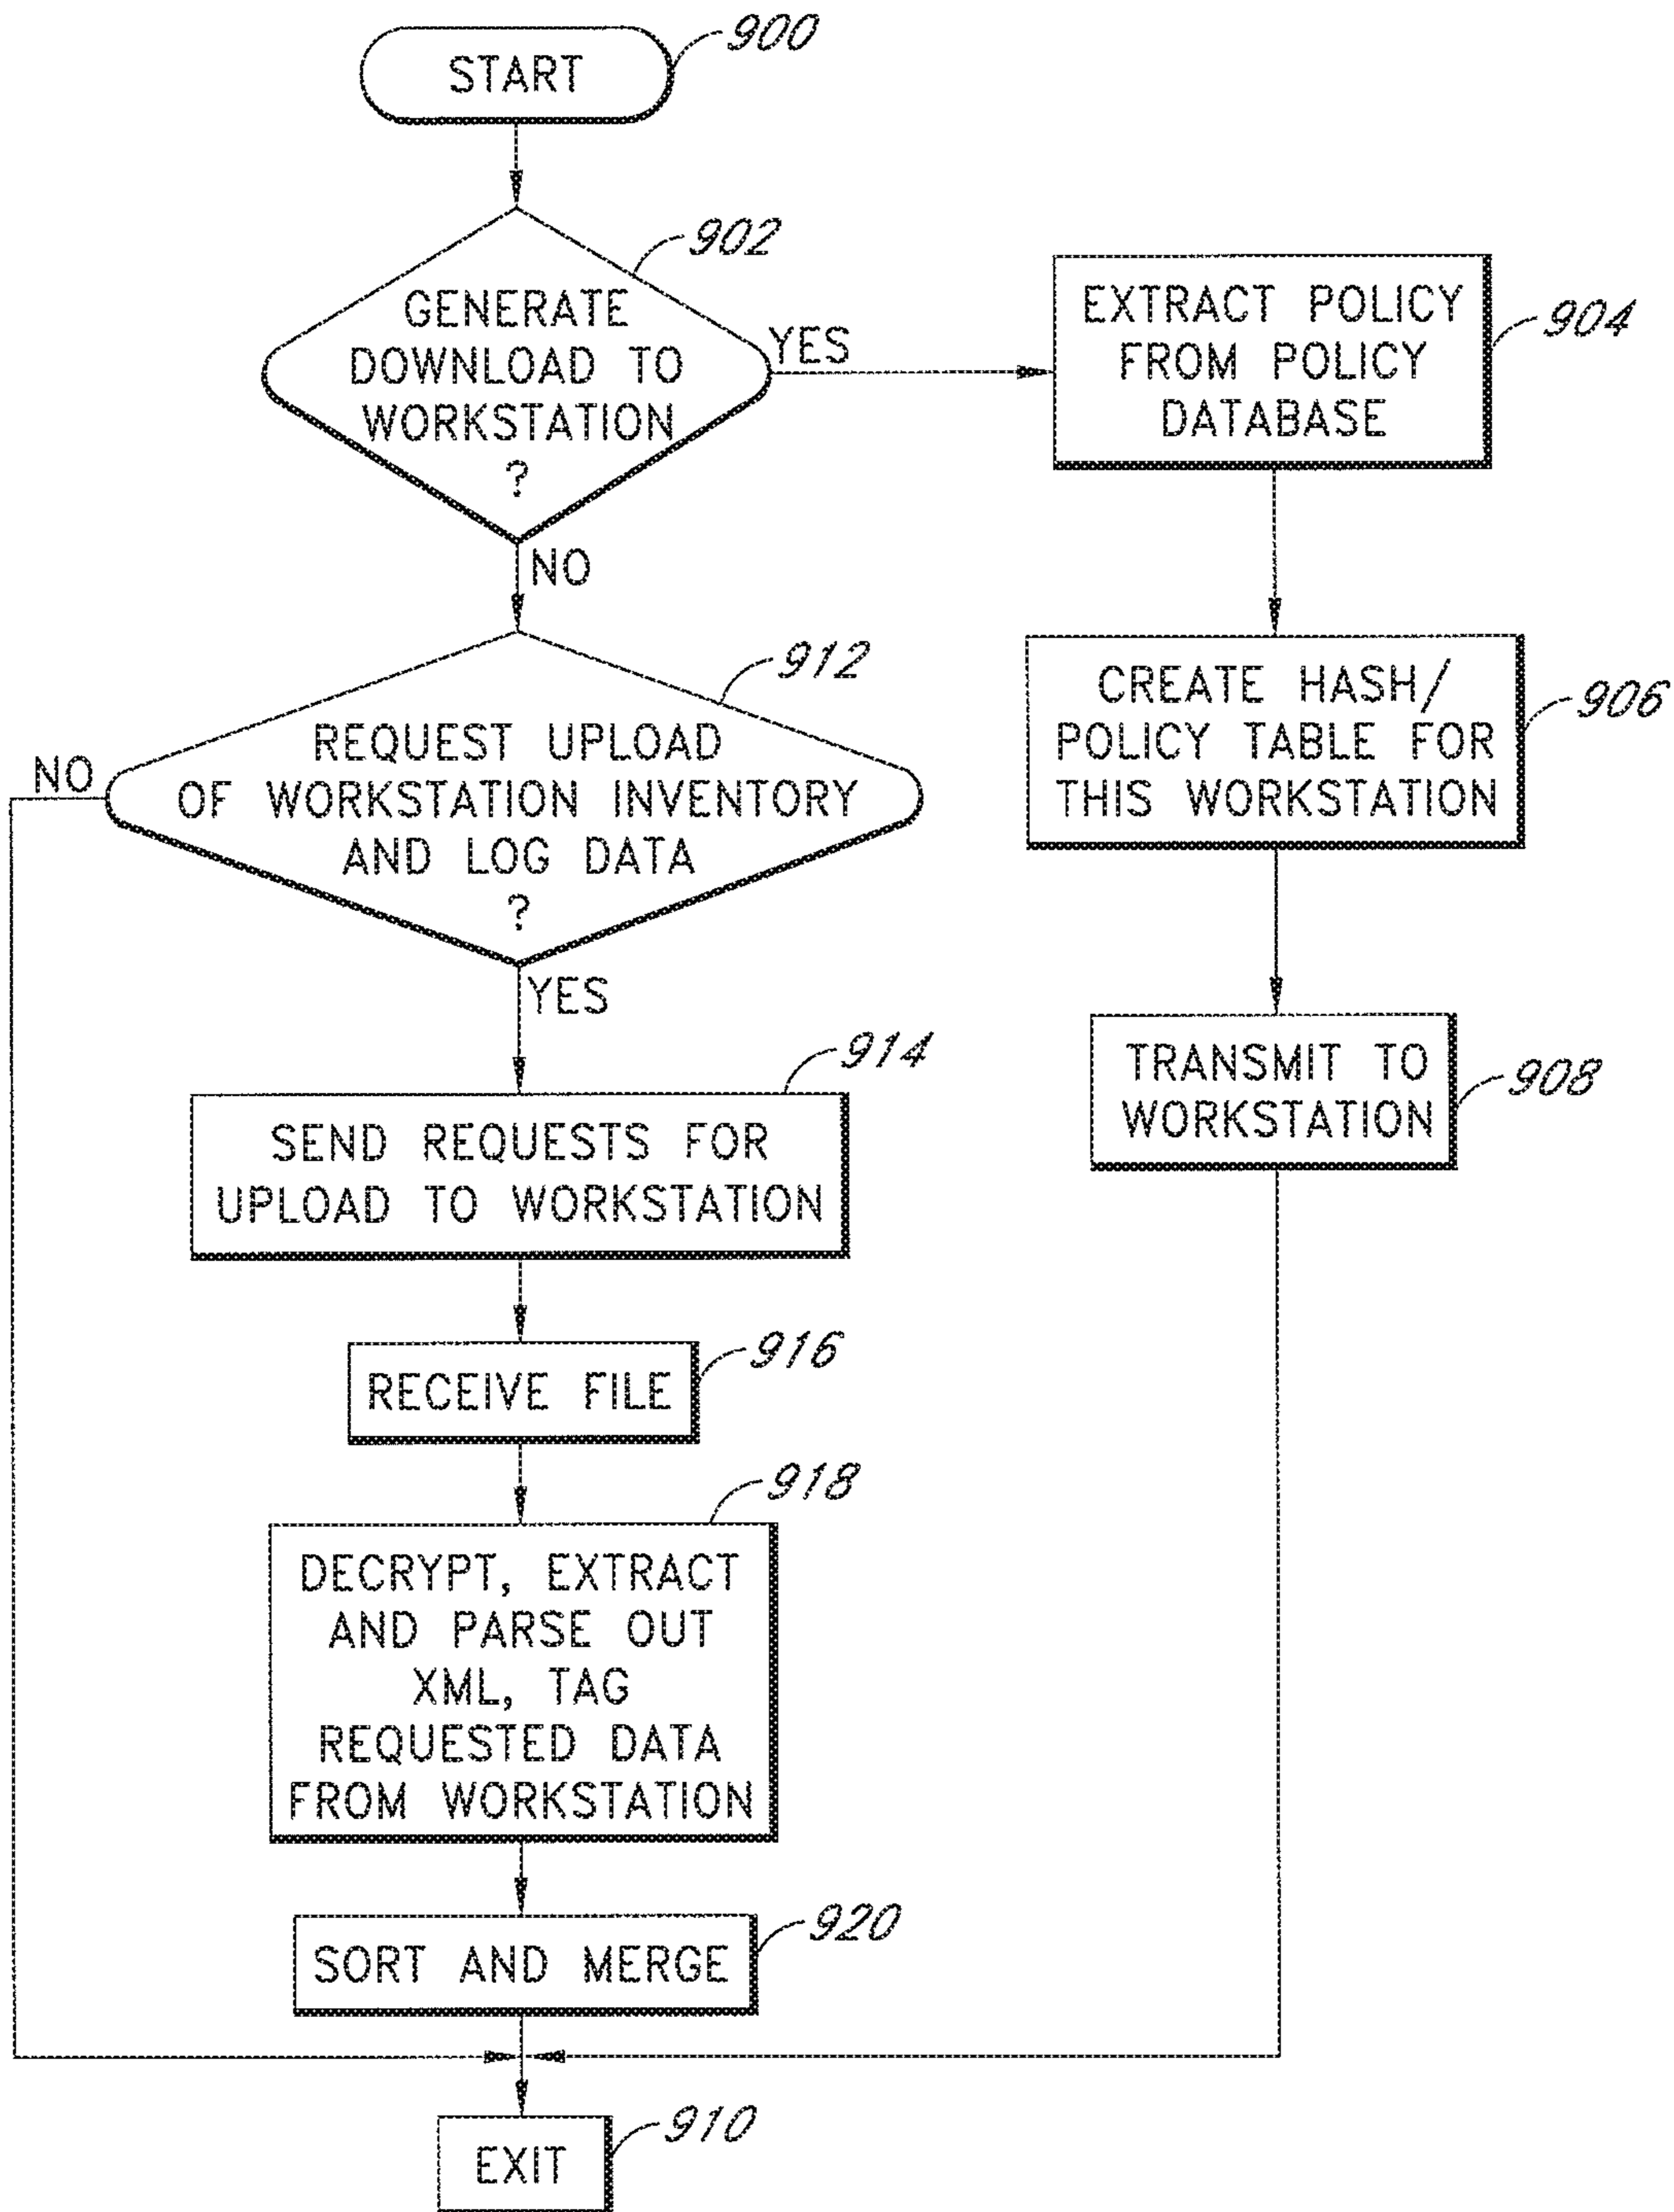 START
900
GENERATE
DOWNLOAD TO
WORKSTATION
?
902
YES
NO
EXTRACT POLICY
FROM POLICY
DATABASE
904
CREATE HASH/
POLICY TABLE FOR
THIS WORKSTATION
906
TRANSMIT TO
WORKSTATION
908
REQUEST UPLOAD
OF WORKSTATION INVENTORY
AND LOG DATA
?
912
NO
YES
SEND REQUESTS FOR
UPLOAD TO WORKSTATION
914
RECEIVE FILE
916
DECRYPT, EXTRACT
AND PARSE OUT
XML, TAG
REQUESTED DATA
FROM WORKSTATION
918
SORT AND MERGE
920
EXIT
910